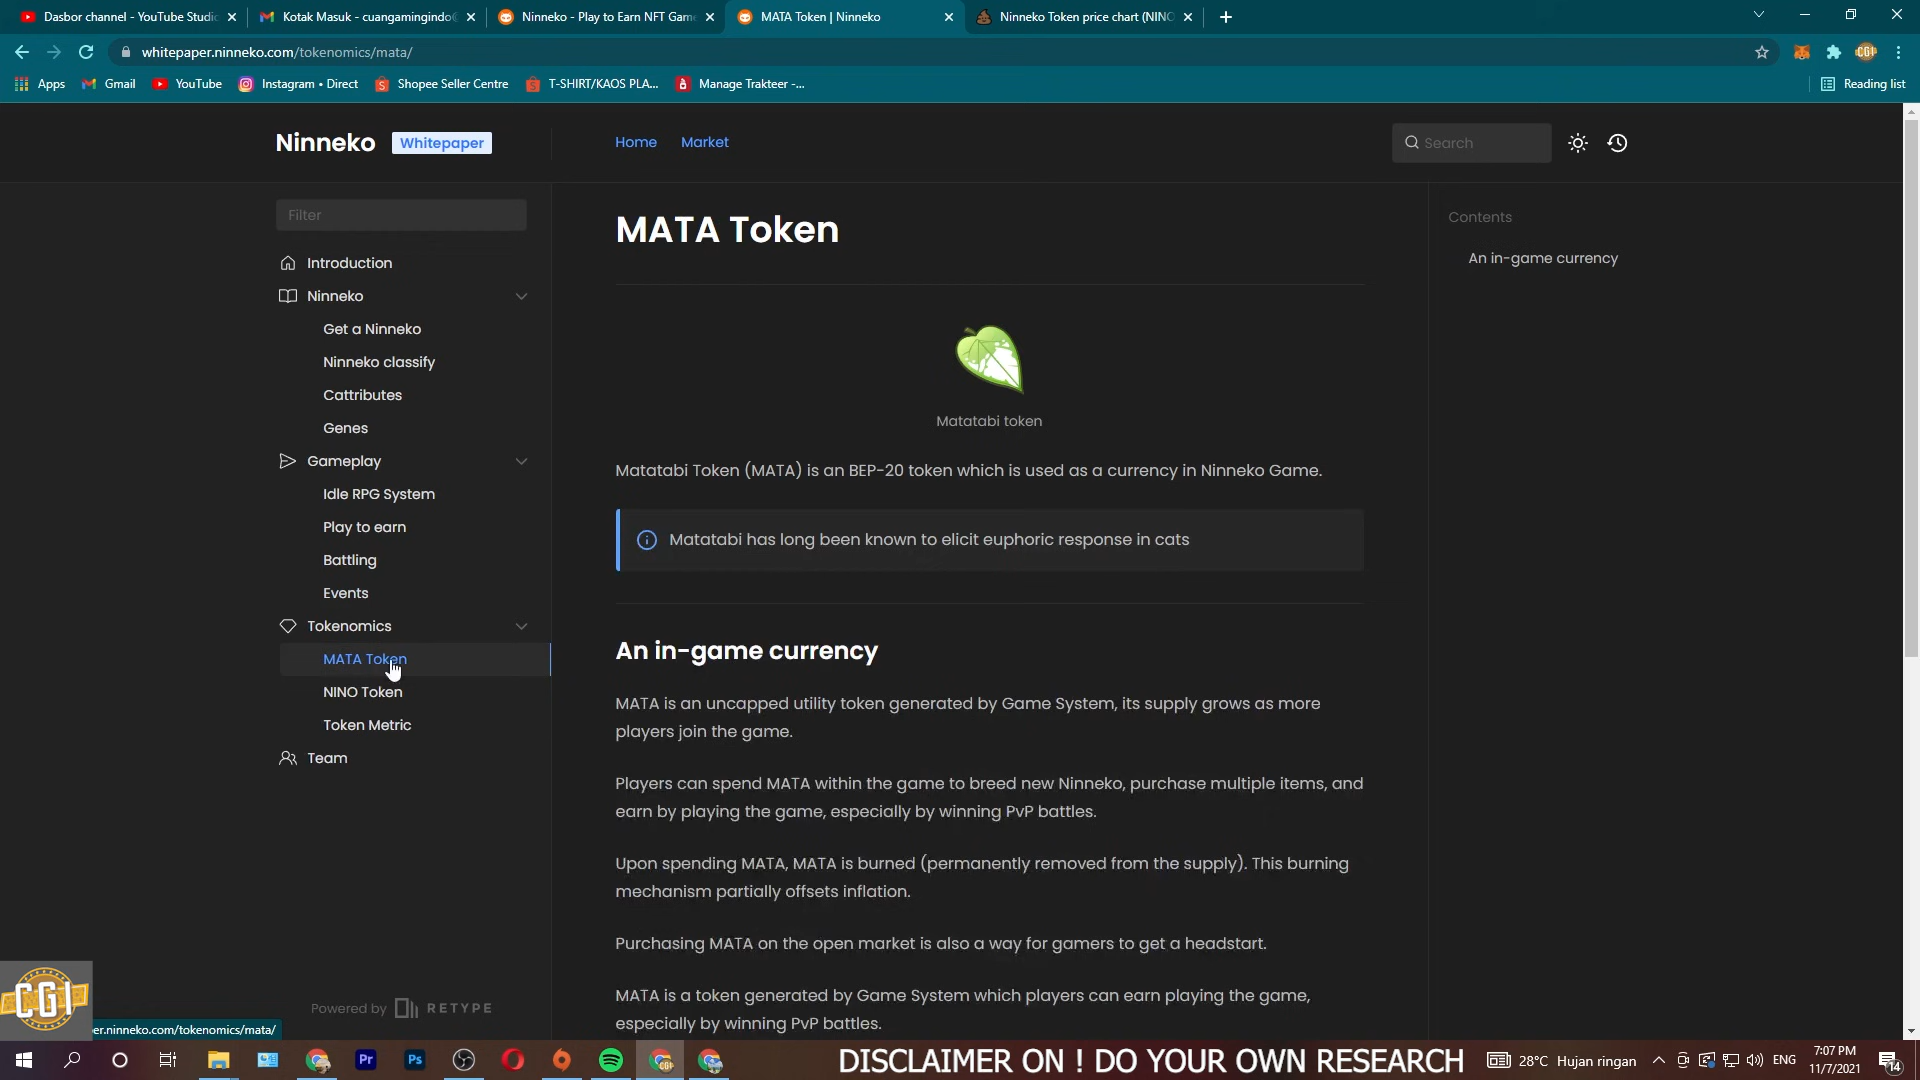 Dasbor channel - YouTube Studio
Kotak Masuk - cuangamingindo@
Ninneko - Play to Earn NFT Game
MATA Token | Ninneko
Ninneko Token price chart (NINO
whitepaper.ninneko.com/tokenomics/mata/
CGI
Apps
Gmail
YouTube
Instagram • Direct
Shopee Seller Centre
T-SHIRT/KAOS PLA...
Manage Trakteer -...
Reading list
Ninneko
Whitepaper
Home
Market
Search
Filter
Introduction
Ninneko
Get a Ninneko
Ninneko classify
Cattributes
Genes
Gameplay
Idle RPG System
Play to earn
Battling
Events
Tokenomics
MATA Token
NINO Token
Token Metric
Team
Powered by RETYPE
MATA Token
Matatabi token
Matatabi Token (MATA) is an BEP-20 token which is used as a currency in Ninneko Game.
Matatabi has long been known to elicit euphoric response in cats
An in-game currency
MATA is an uncapped utility token generated by Game System, its supply grows as more
players join the game.
Players can spend MATA within the game to breed new Ninneko, purchase multiple items, and
earn by playing the game, especially by winning PvP battles.
Upon spending MATA, MATA is burned (permanently removed from the supply). This burning
mechanism partially offsets inflation.
Purchasing MATA on the open market is also a way for gamers to get a headstart.
MATA is a token generated by Game System which players can earn playing the game,
especially by winning PvP battles.
Contents
An in-game currency
CGI
er.ninneko.com/tokenomics/mata/
Pr
Ps
DISCLAIMER ON ! DO YOUR OWN RESEARCH
28°C Hujan ringan
ENG
7:07 PM
11/7/2021
14